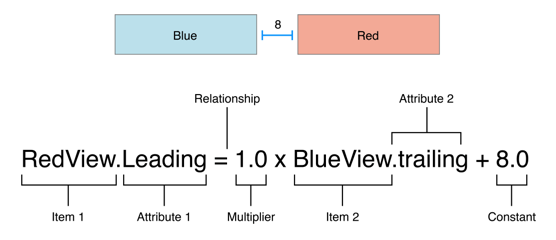 8
Blue
Red
Relationship
Attribute 2
RedView.Leading = 1.0 x BlueView.trailing + 8.0
Item 1
Attribute 1
Multiplier
Item 2
Constant